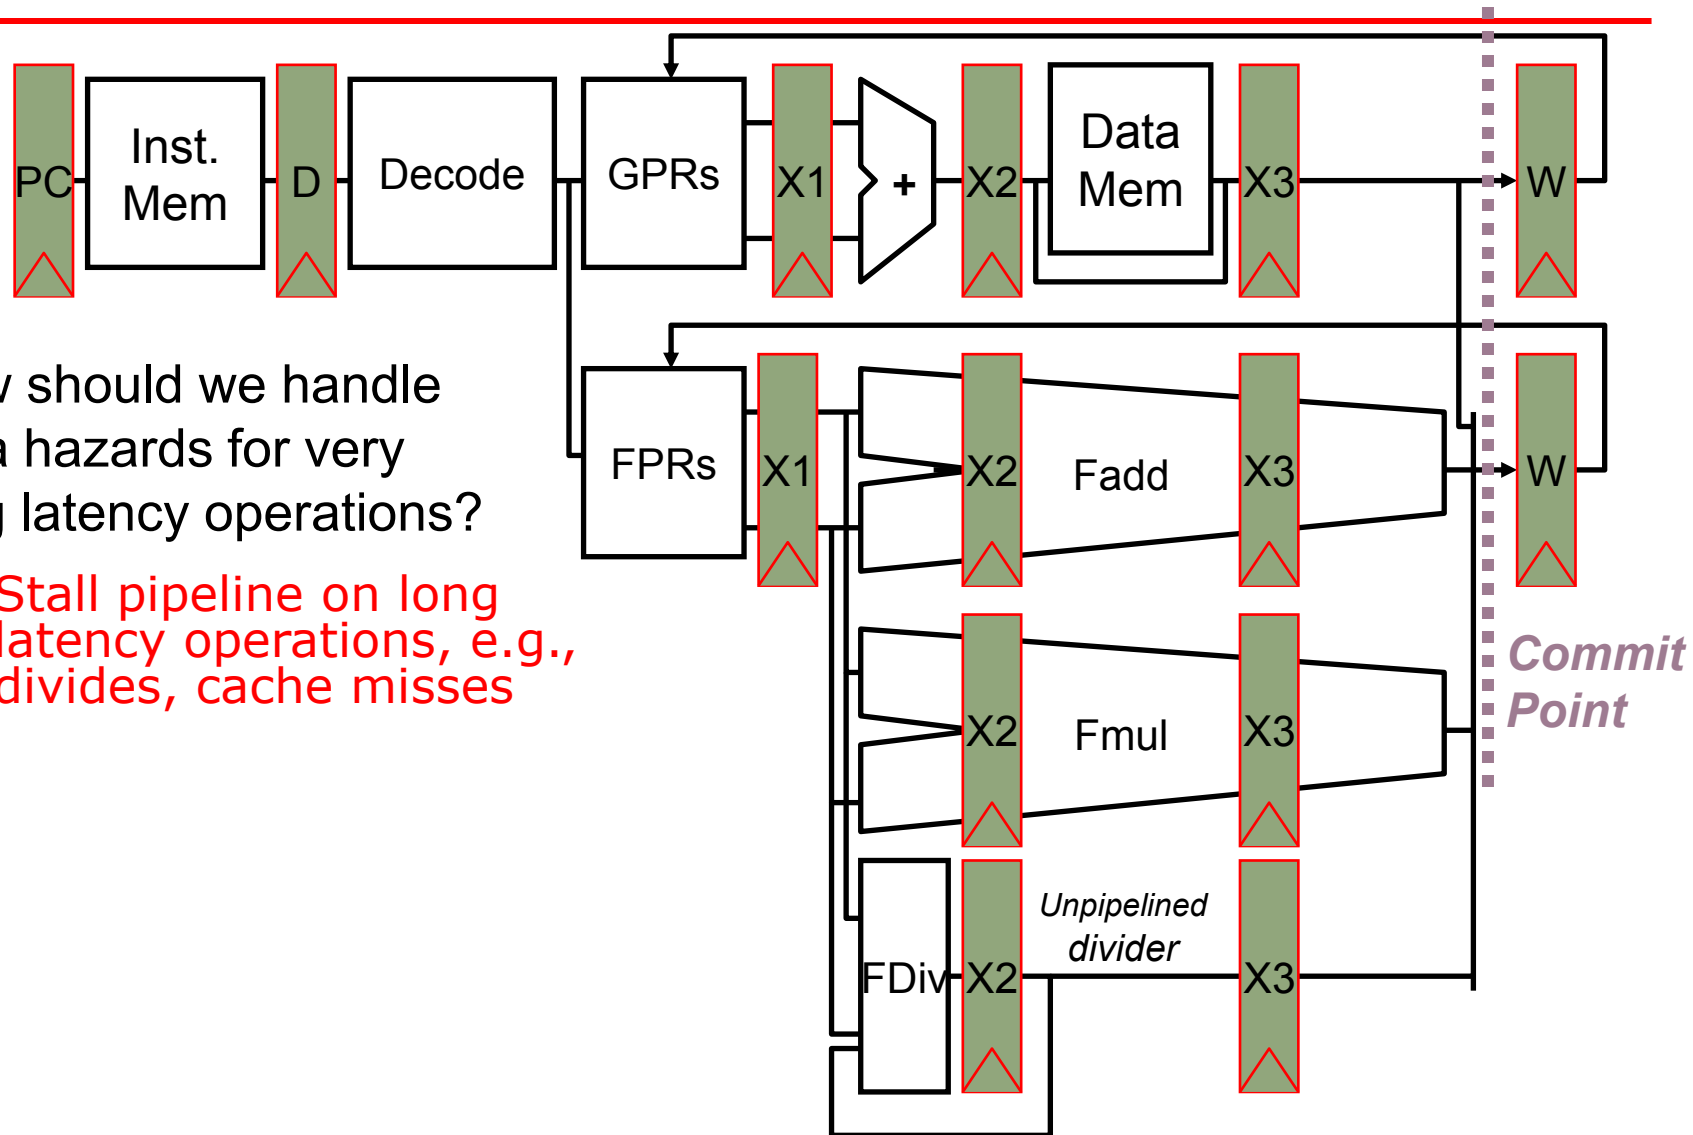 PC
Inst.
Mem
D
Decode
GPRs
X1
+
X2
Data
Mem
X3
W
should we handle
hazards for very
latency operations?
Stall pipeline on long
latency operations, e.g.,
divides, cache misses
FPRs
X1
X2
Fadd
X3
W
X2
Fmul
X3
Commit
Point
FDiv
X2
Unpipelined
divider
X3